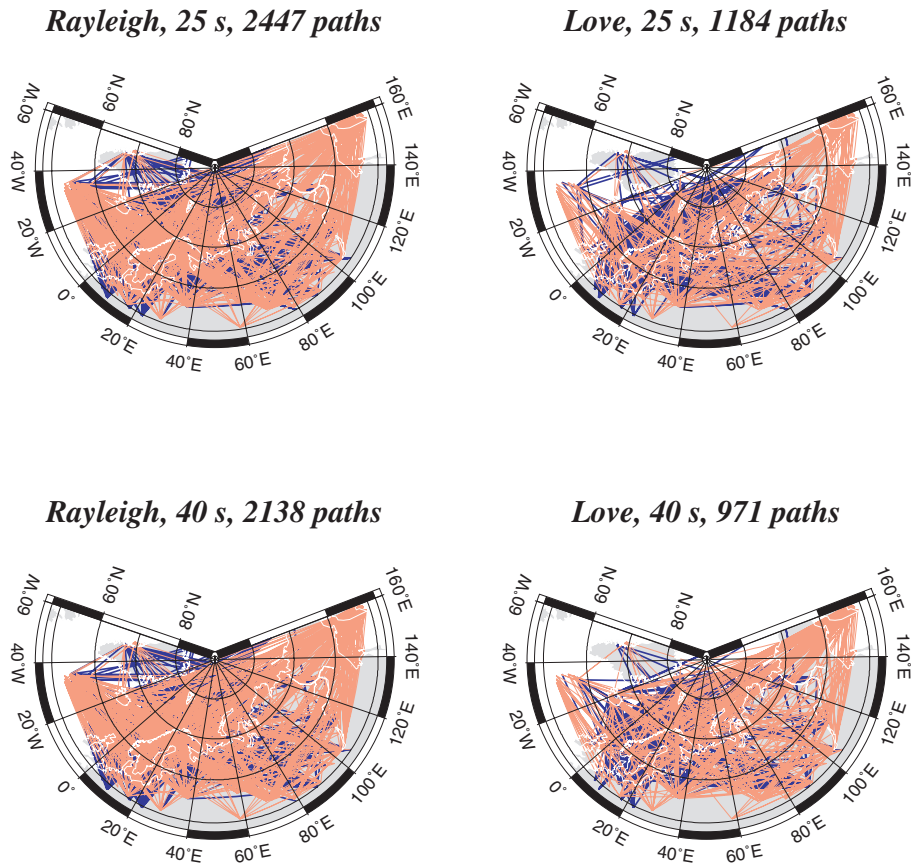 Rayleigh, 25 s, 2447 paths
60˚W
60˚N
80˚N
160˚E
40˚W
140˚E
20˚W
120˚E
0˚
100˚E
20˚E
80˚E
40˚E
60˚E
Love, 25 s, 1184 paths
60˚W
60˚N
80˚N
160˚E
40˚W
140˚E
20˚W
120˚E
0˚
100˚E
20˚E
80˚E
40˚E
60˚E
Rayleigh, 40 s, 2138 paths
60˚W
60˚N
80˚N
160˚E
40˚W
140˚E
20˚W
120˚E
0˚
100˚E
20˚E
80˚E
40˚E
60˚E
Love, 40 s, 971 paths
60˚W
60˚N
80˚N
160˚E
40˚W
140˚E
20˚W
120˚E
0˚
100˚E
20˚E
80˚E
40˚E
60˚E